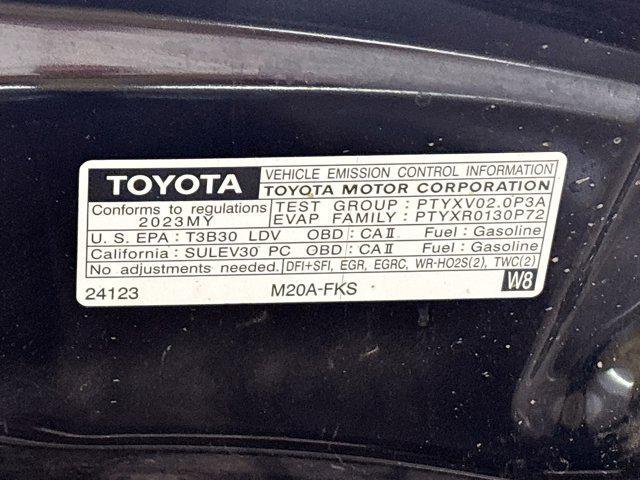 TOYOTA VEHICLE EMISSION CONTROL INFORMATION
TOYOTA MOTOR CORPORATION
Conforms to regulations TEST GROUP : PTYXV02.0P3A
2023MY EVAP FAMILY : PTYXR0130P72
U. S. EPA : T3B30 LDV OBD : CAⅡ Fuel : Gasoline
California : SULEV30 PC OBD : CAⅡ Fuel : Gasoline
No adjustments needed. DFI+SFI, EGR, EGRC, WR-HO2S(2), TWC(2)
24123 M20A-FKS W8